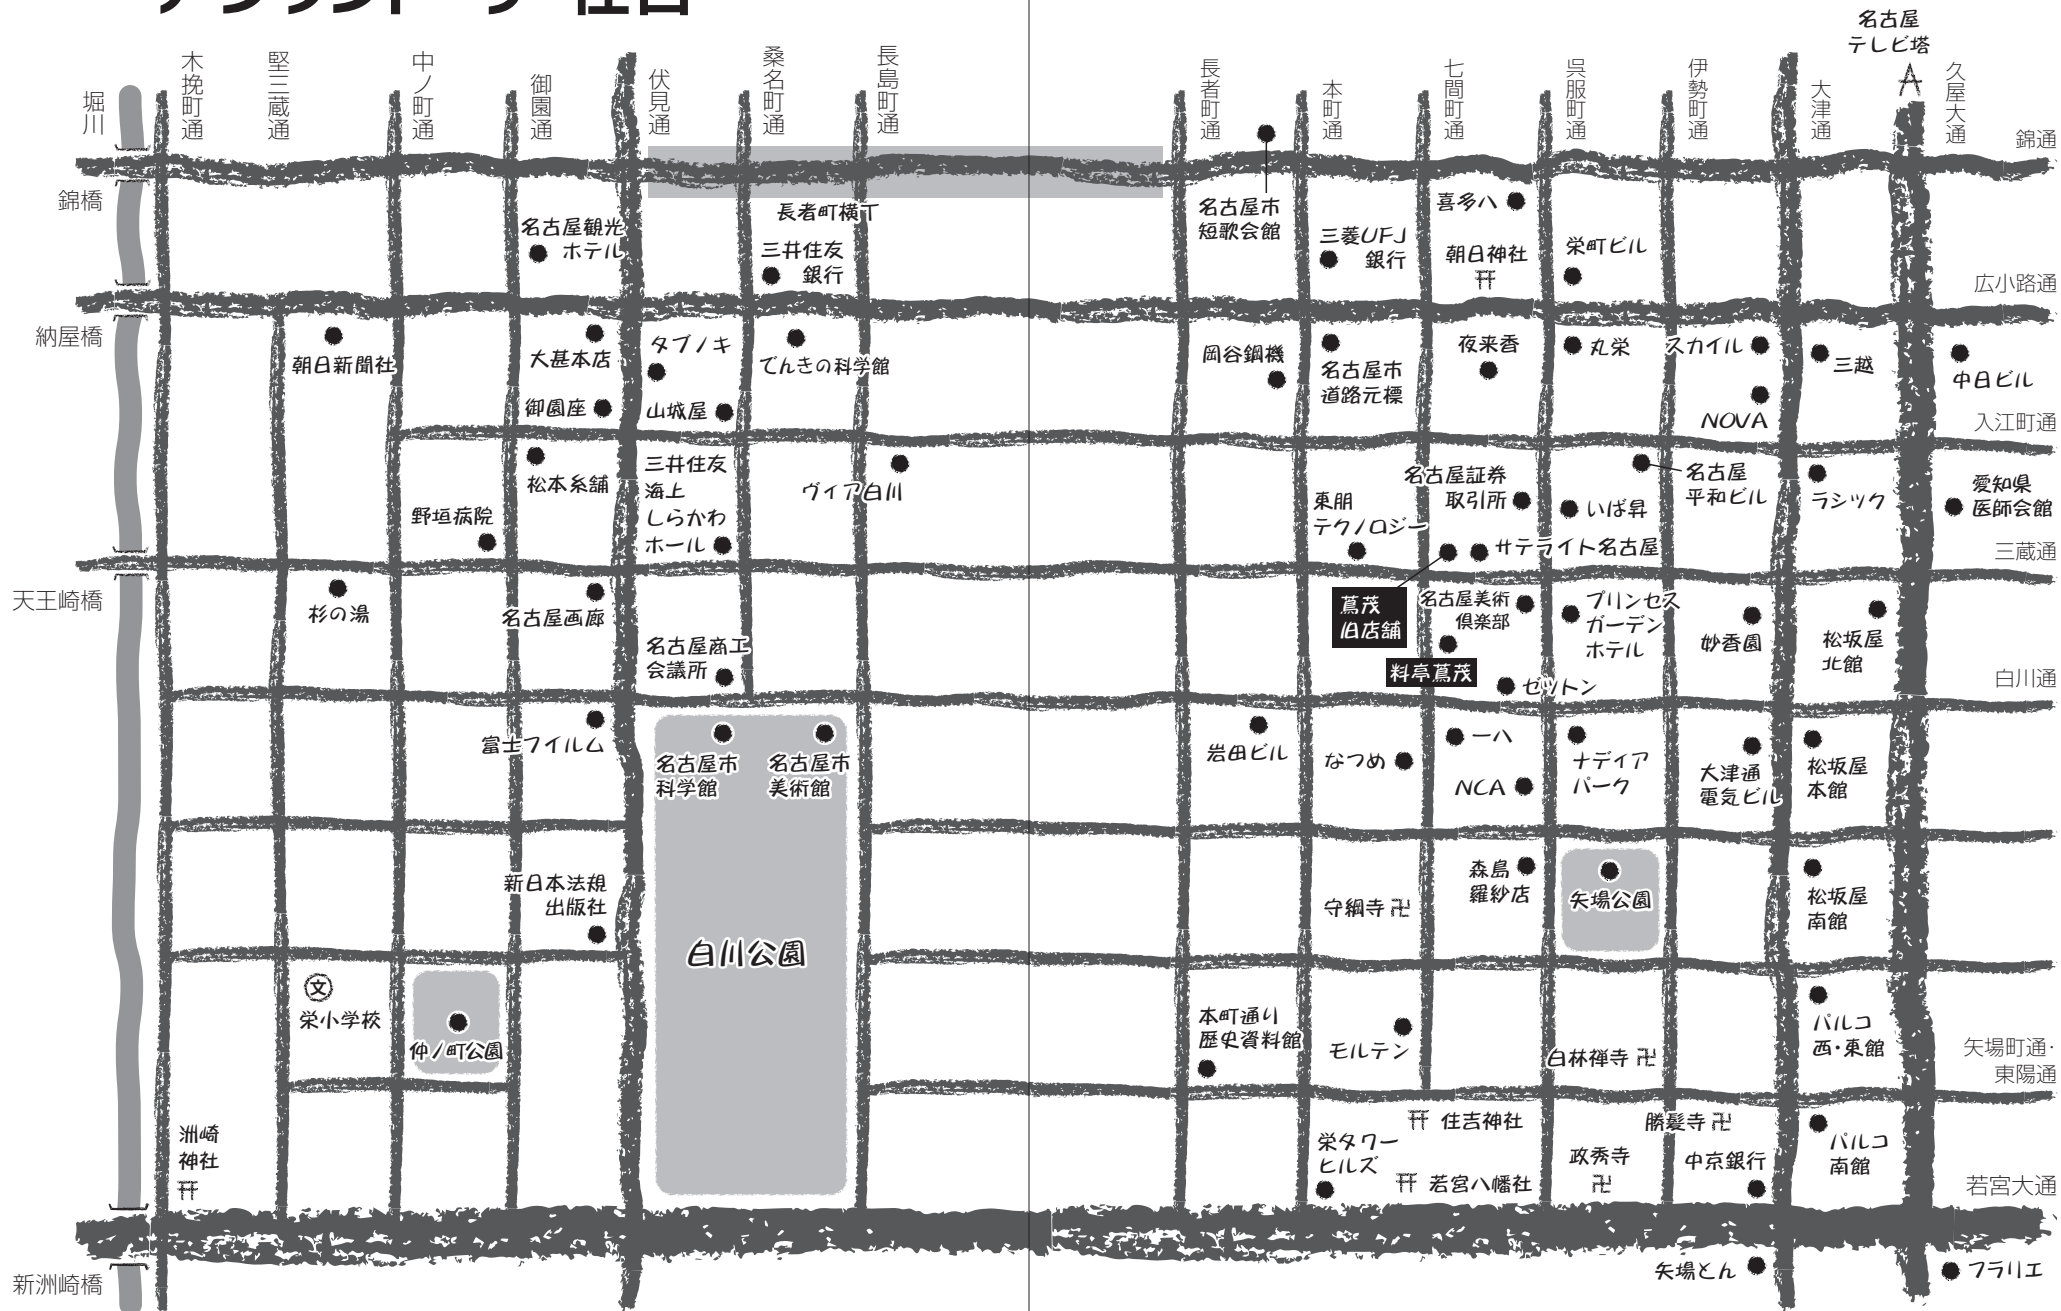 名古屋
テレビ塔
堀川
木挽町通
堅三蔵通
中ノ町通
御園通
伏見通
桑名町通
長島町通
長者町通
本町通
七間町通
呉服町通
伊勢町通
大津通
久屋大通
錦通
錦橋
長者町横丁
名古屋観光
ホテル
三井住友
銀行
名古屋市
短歌会館
三菱UFJ
銀行
喜多八
朝日神社
栄町ビル
広小路通
納屋橋
朝日新聞社
大甚本店
御園座
タブノキ
山城屋
でんきの科学館
岡谷鋼機
名古屋市
道路元標
夜来香
丸栄
スカイル
NOVA
三越
中日ビル
入江町通
松本糸舗
野垣病院
三井住友
海上
しらかわ
ホール
ヴィア白川
東朋
テクノロジー
名古屋証券
取引所
いば昇
名古屋
平和ビル
ラシック
愛知県
医師会館
サテライト名古屋
三蔵通
天王崎橋
杉の湯
名古屋画廊
名古屋商工
会議所
蔦茂
旧店舗
名古屋美術
倶楽部
料亭蔦茂
プリンセス
ガーデン
ホテル
妙香園
松坂屋
北館
ゼットン
白川通
富士フイルム
名古屋市
科学館
名古屋市
美術館
岩田ビル
なつめ
一八
NCA
ナディア
パーク
大津通
電気ビル
松坂屋
本館
新日本法規
出版社
白川公園
守綱寺 卍
森島
羅紗店
矢場公園
松坂屋
南館
文
栄小学校
仲ノ町公園
本町通り
歴史資料館
モルテン
白林禅寺 卍
パルコ
西・東館
矢場町通・
東陽通
洲崎
神社
栄タワー
ヒルズ
住吉神社
若宮八幡社
勝鬘寺 卍
政秀寺
卍
中京銀行
パルコ
南館
若宮大通
新洲崎橋
矢場とん
フラリエ